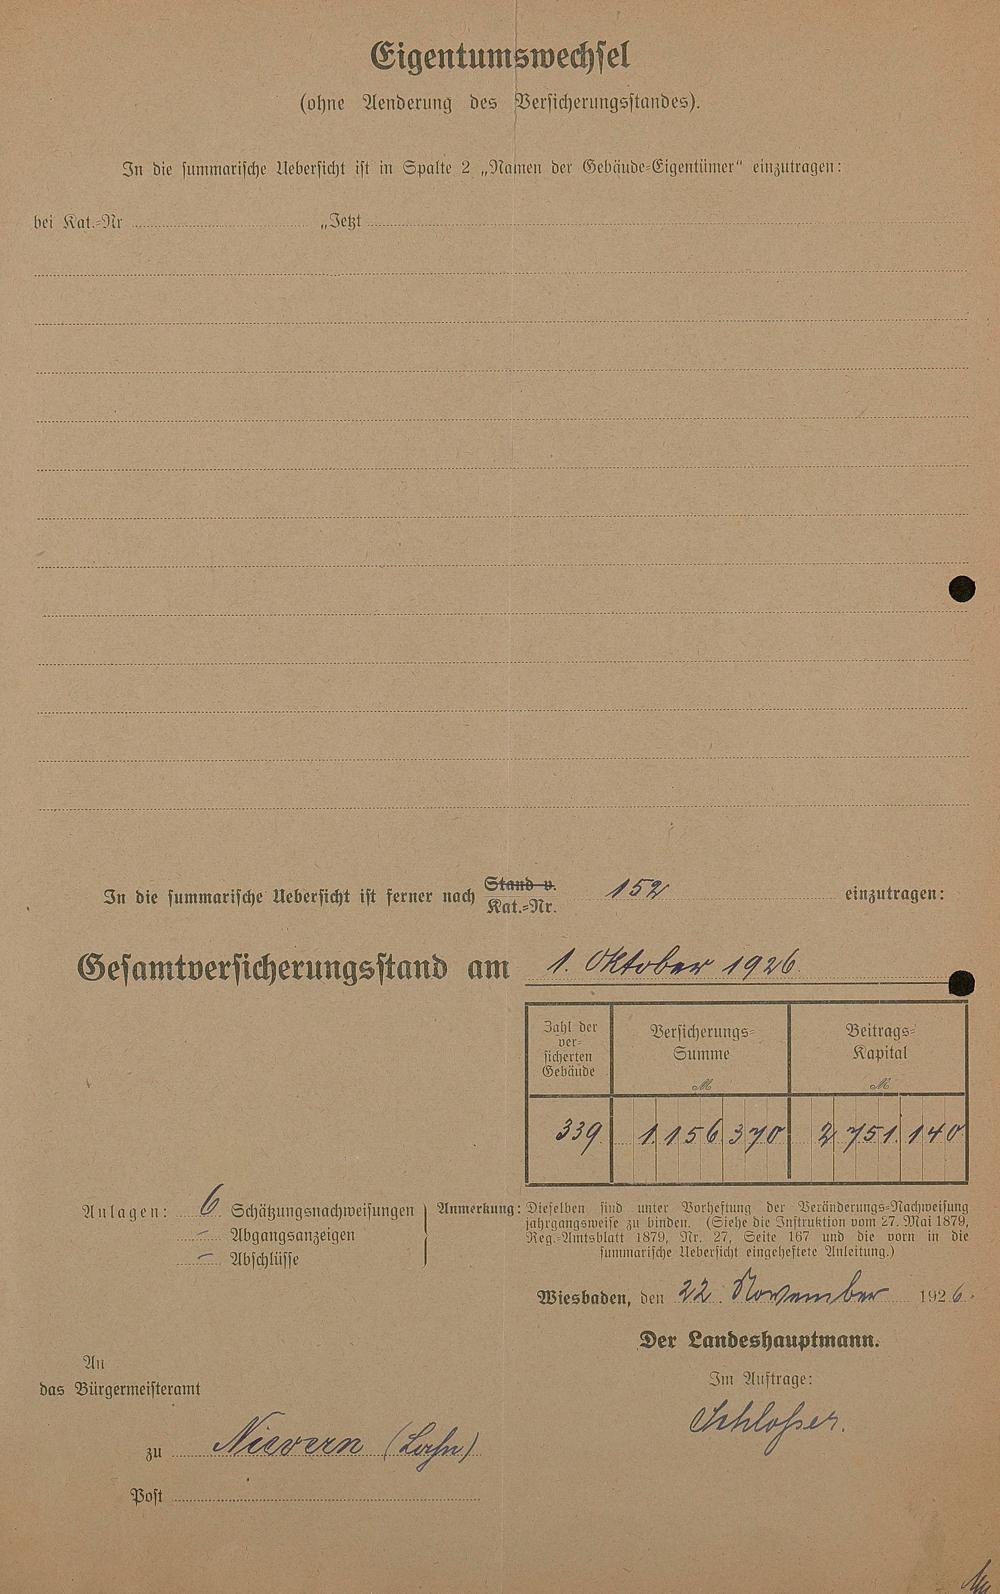 Eigentumswechsel
(ohne Aenderung des Versicherungsstandes).
In die summarische Uebersicht ist in Spalte 2 „Namen der Gebäude-Eigentümer“ einzutragen:
bei Kat.-Nr „Jetzt
In die summarische Uebersicht ist ferner nach Stand v. Kat.-Nr. 152 einzutragen:
Gesamtversicherungsstand am 1. Oktober 1926
Zahl der versicherten Gebäude
Versicherungs-Summe
M
Beitrags-Kapital
M
339 1 156 370 2 751 140
Anlagen: 6 Schätzungsnachweisungen
- Abgangsanzeigen
- Abschlüsse
Anmerkung: Dieselben sind unter Vorheftung der Veränderungs-Nachweisung
jahrgangsweise zu binden. (Siehe die Instruktion vom 27. Mai 1879,
Reg.-Amtsblatt 1879, Nr. 27, Seite 167 und die vorn in die
summarische Uebersicht eingeheftete Anleitung.)
Wiesbaden, den 22. November 1926.
Der Landeshauptmann.
Im Auftrage:
Schloßer.
An
das Bürgermeisteramt
zu Nievern (Lahn)
Post